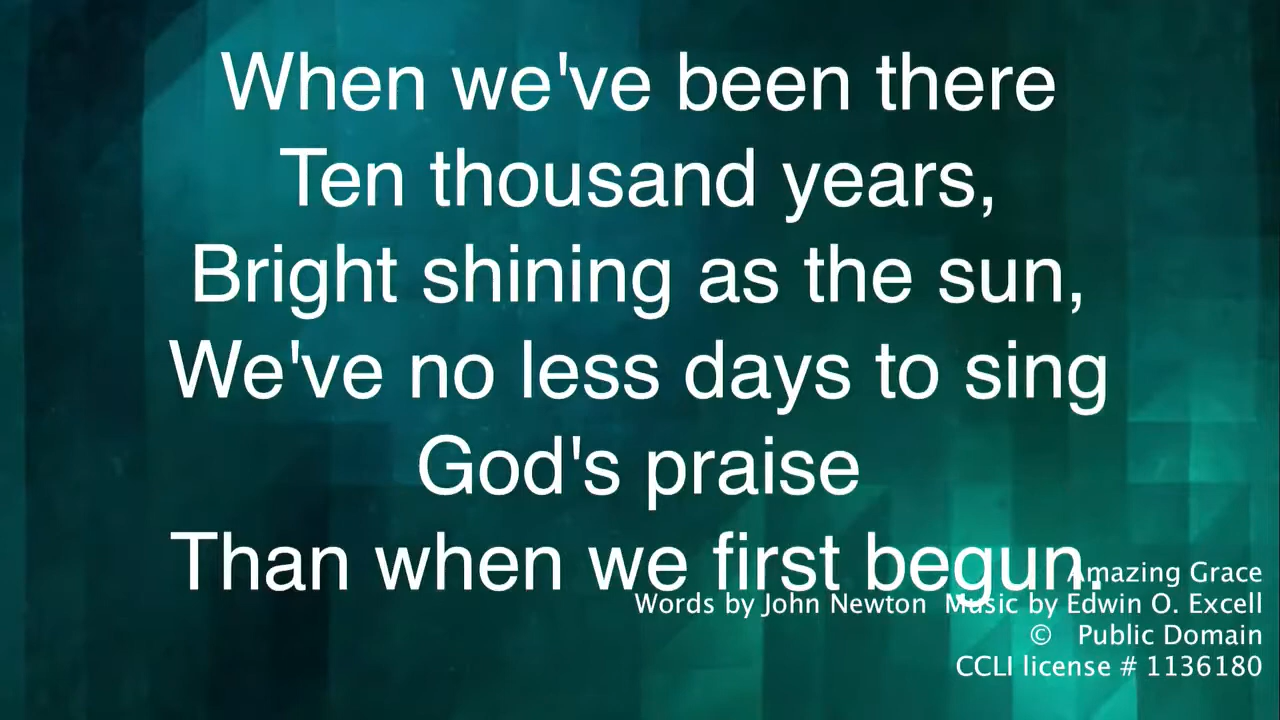 When we've been there
Ten thousand years,
Bright shining as the sun,
We've no less days to sing
God's praise
Than when we first begun.
Amazing Grace
Words by John Newton  Music by Edwin O. Excell
©   Public Domain
CCLI license # 1136180